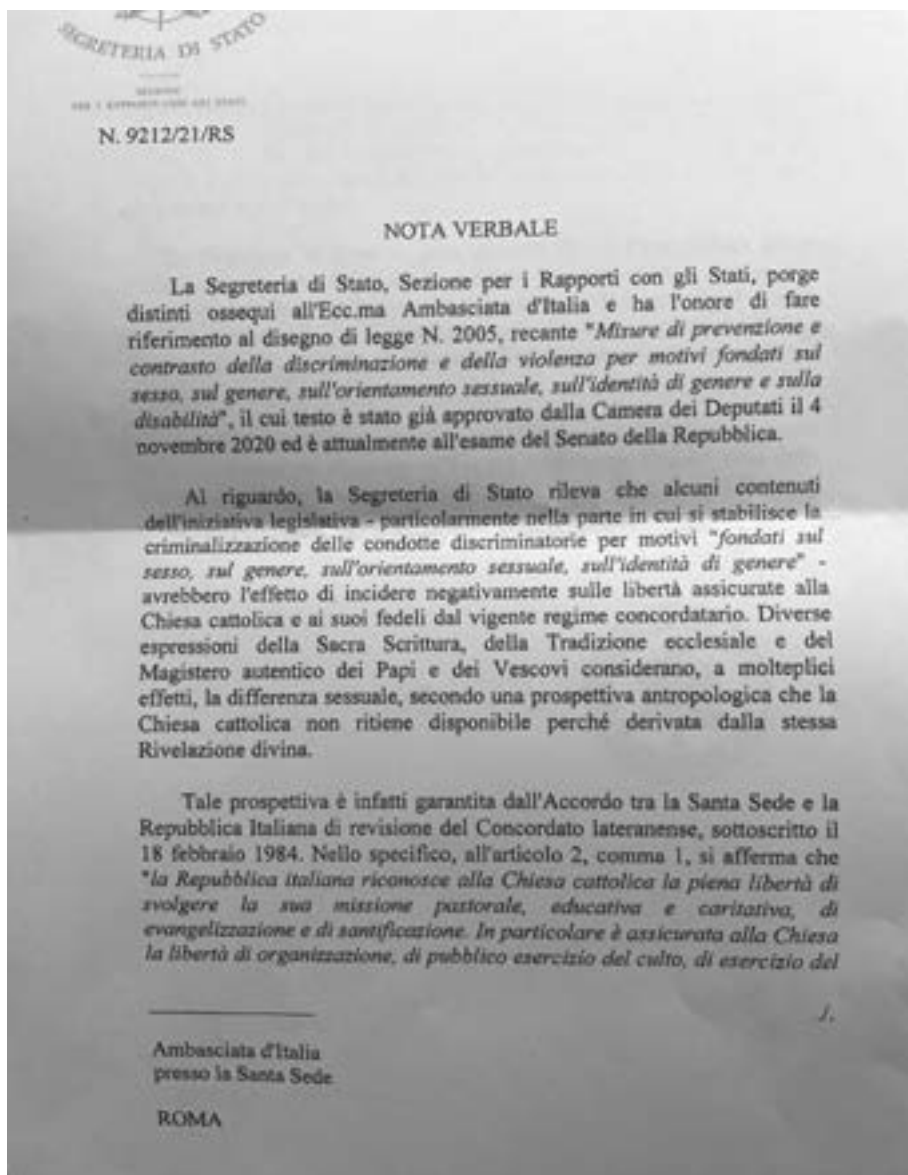 SEGRETERIA DI STATO
SEZIONE
PER I RAPPORTI CON GLI STATI
N. 9212/21/RS
NOTA VERBALE
La Segreteria di Stato, Sezione per i Rapporti con gli Stati, porge
distinti ossequi all'Ecc.ma Ambasciata d'Italia e ha l'onore di fare
riferimento al disegno di legge N. 2005, recante "Misure di prevenzione e
contrasto della discriminazione e della violenza per motivi fondati sul
sesso, sul genere, sull'orientamento sessuale, sull'identità di genere e sulla
disabilità", il cui testo è stato già approvato dalla Camera dei Deputati il 4
novembre 2020 ed è attualmente all'esame del Senato della Repubblica.
Al riguardo, la Segreteria di Stato rileva che alcuni contenuti
dell'iniziativa legislativa - particolarmente nella parte in cui si stabilisce la
criminalizzazione delle condotte discriminatorie per motivi "fondati sul
sesso, sul genere, sull'orientamento sessuale, sull'identità di genere" -
avrebbero l'effetto di incidere negativamente sulle libertà assicurate alla
Chiesa cattolica e ai suoi fedeli dal vigente regime concordatario. Diverse
espressioni della Sacra Scrittura, della Tradizione ecclesiale e del
Magistero autentico dei Papi e dei Vescovi considerano, a molteplici
effetti, la differenza sessuale, secondo una prospettiva antropologica che la
Chiesa cattolica non ritiene disponibile perché derivata dalla stessa
Rivelazione divina.
Tale prospettiva è infatti garantita dall'Accordo tra la Santa Sede e la
Repubblica Italiana di revisione del Concordato lateranense, sottoscritto il
18 febbraio 1984. Nello specifico, all'articolo 2, comma 1, si afferma che
"la Repubblica italiana riconosce alla Chiesa cattolica la piena libertà di
svolgere la sua missione pastorale, educativa e caritativa, di
evangelizzazione e di santificazione. In particolare è assicurata alla Chiesa
la libertà di organizzazione, di pubblico esercizio del culto, di esercizio del
./.
Ambasciata d'Italia
presso la Santa Sede
ROMA